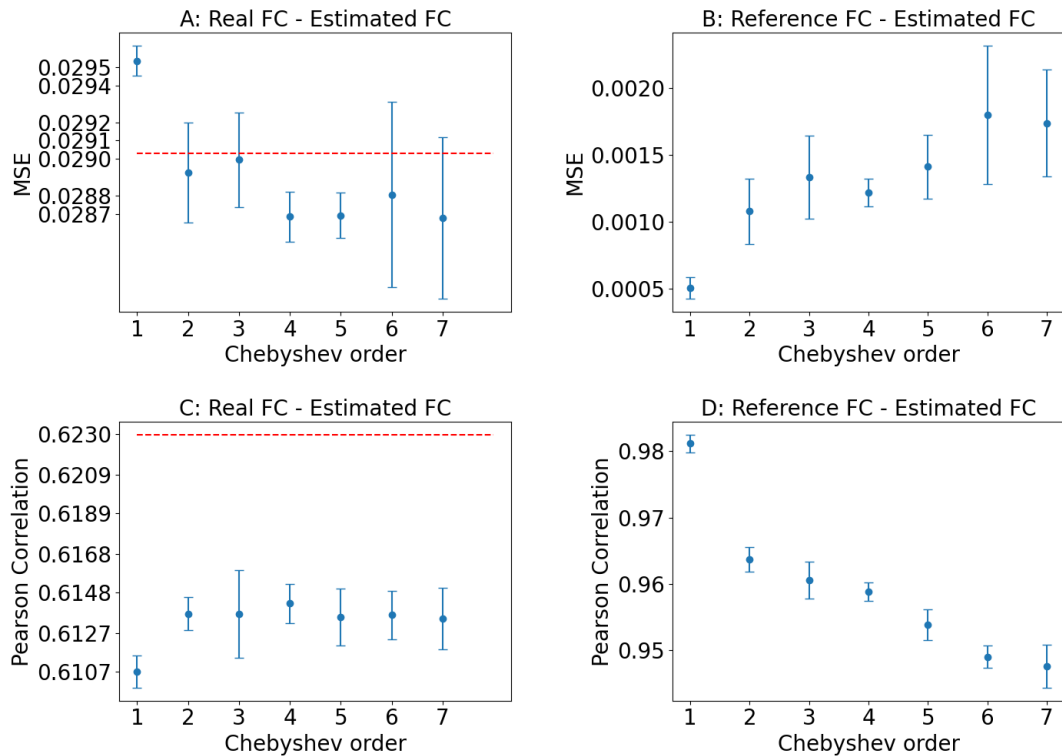 A: Real FC - Estimated FC
MSE
0.0295
0.0294
0.0292
0.0291
0.0290
0.0288
0.0287
1 2 3 4 5 6 7
Chebyshev order
B: Reference FC - Estimated FC
MSE
0.0020
0.0015
0.0010
0.0005
1 2 3 4 5 6 7
Chebyshev order
C: Real FC - Estimated FC
Pearson Correlation
0.6230
0.6209
0.6189
0.6168
0.6148
0.6127
0.6107
1 2 3 4 5 6 7
Chebyshev order
D: Reference FC - Estimated FC
Pearson Correlation
0.98
0.97
0.96
0.95
1 2 3 4 5 6 7
Chebyshev order